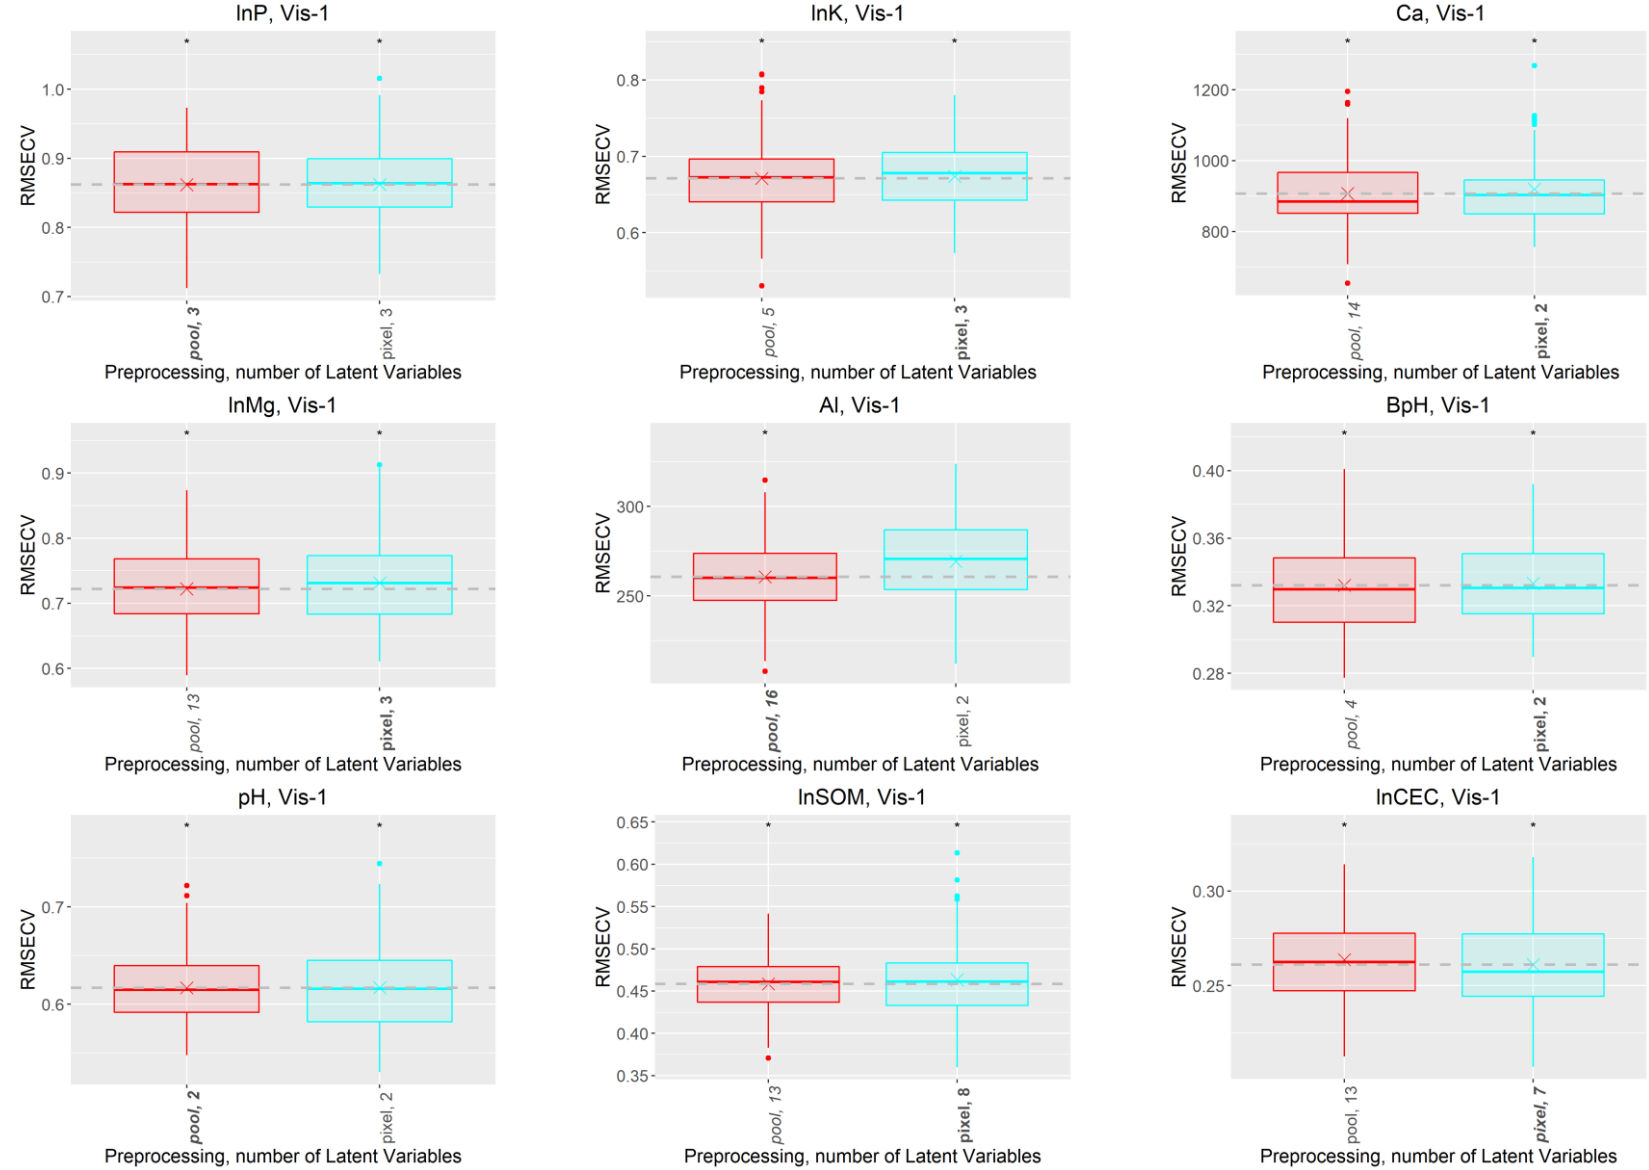 lnP, Vis-1
*
*
RMSECV
1.0
0.9
0.8
0.7
pool, 3
pixel, 3
Preprocessing, number of Latent Variables
lnK, Vis-1
*
*
RMSECV
0.8
0.7
0.6
pool, 5
pixel, 3
Preprocessing, number of Latent Variables
Ca, Vis-1
*
*
RMSECV
1200
1000
800
pool, 14
pixel, 2
Preprocessing, number of Latent Variables
lnMg, Vis-1
*
*
RMSECV
0.9
0.8
0.7
0.6
pool, 13
pixel, 3
Preprocessing, number of Latent Variables
Al, Vis-1
*
RMSECV
300
250
pool, 16
pixel, 2
Preprocessing, number of Latent Variables
BpH, Vis-1
*
*
RMSECV
0.40
0.36
0.32
0.28
pool, 4
pixel, 2
Preprocessing, number of Latent Variables
pH, Vis-1
*
*
RMSECV
0.7
0.6
pool, 2
pixel, 2
Preprocessing, number of Latent Variables
lnSOM, Vis-1
*
*
RMSECV
0.65
0.60
0.55
0.50
0.45
0.40
0.35
pool, 13
pixel, 8
Preprocessing, number of Latent Variables
lnCEC, Vis-1
*
*
RMSECV
0.30
0.25
pool, 13
pixel, 7
Preprocessing, number of Latent Variables